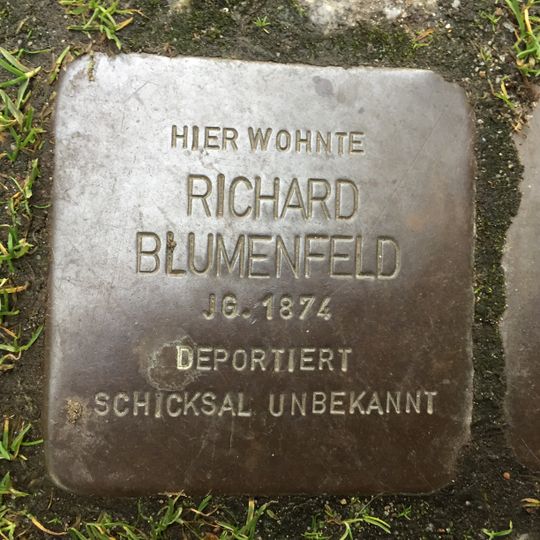 HIER WOHNTE
RICHARD
BLUMENFELD
JG. 1874
DEPORTIERT
SCHICKSAL UNBEKANNT